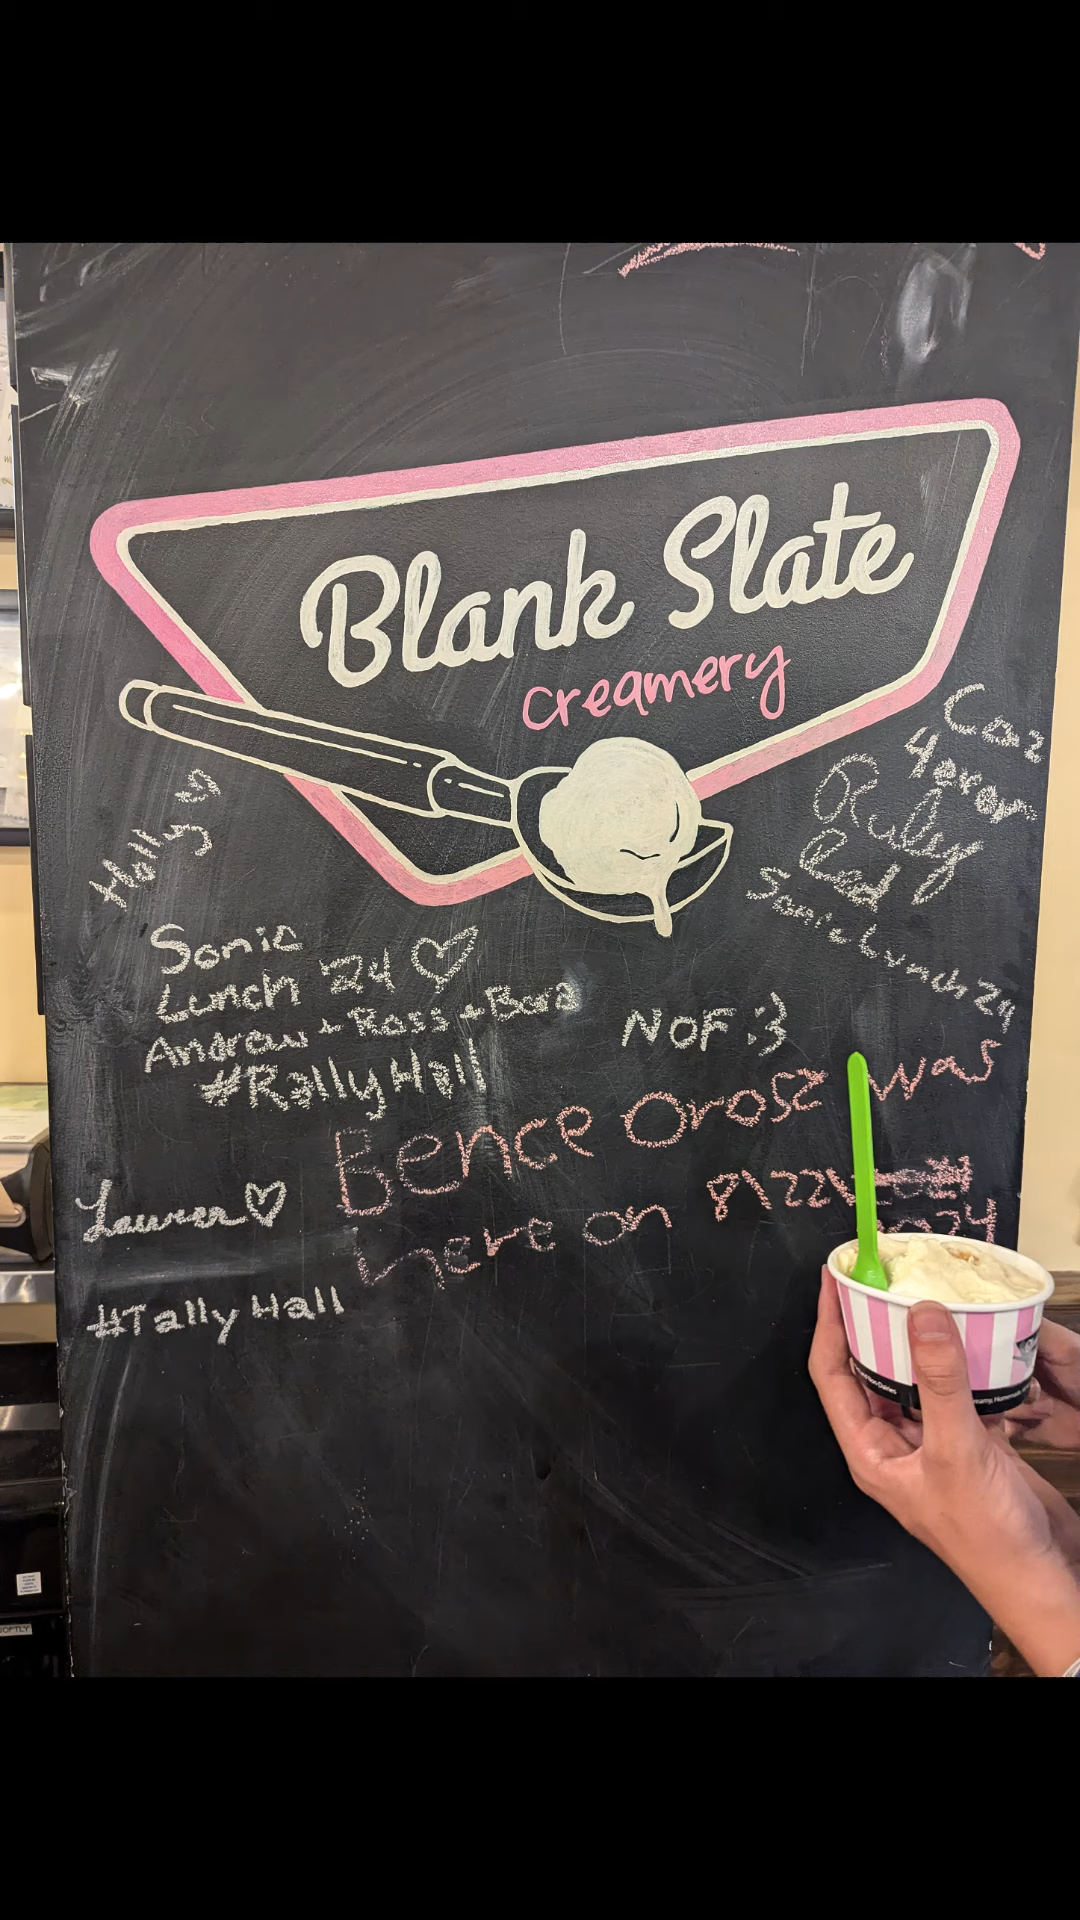 Blank Slate
creamery
Caz
4ever
Ruby
Red
Sonic Lunch 24
Holly
Sonic
Lunch 24
Andrew + Ross + Bora
#RallyHall
NOF :3
Bence Orosz was
here on
Lauren
#Tally Hall